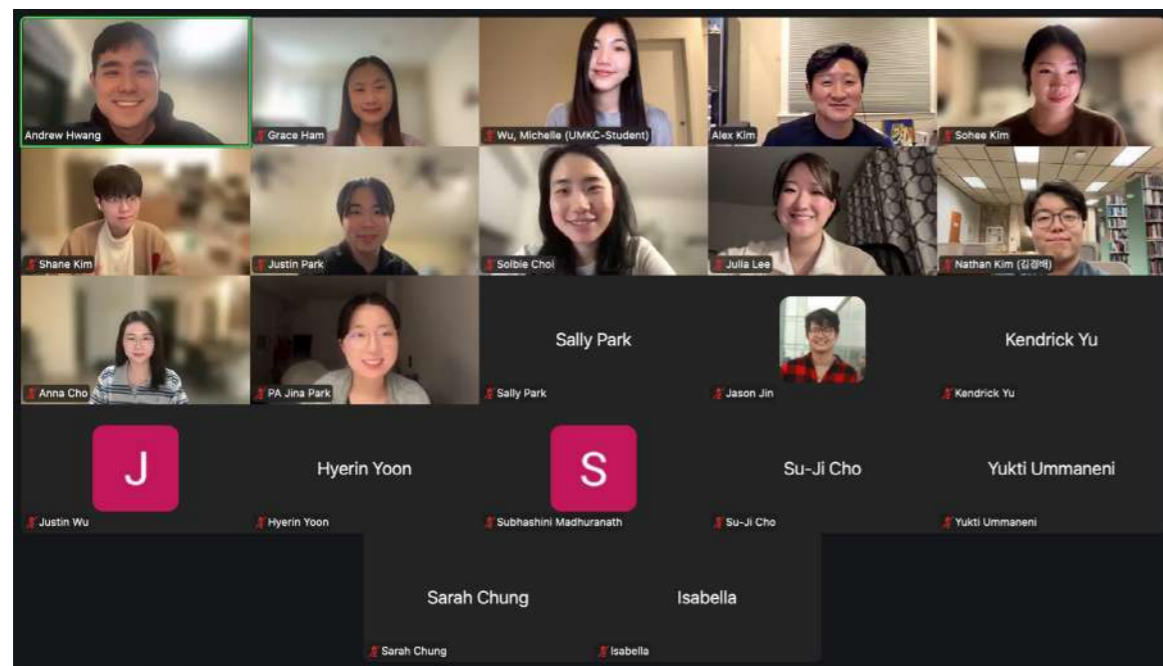 Andrew Hwang
Grace Ham
Wu, Michelle (UMKC-Student)
Alex Kim
Sohee Kim
Shane Kim
Justin Park
Solbie Choi
Julia Lee
Nathan Kim (김경배)
Anna Cho
PA Jina Park
Sally Park
Sally Park
Jason Jin
Kendrick Yu
Kendrick Yu
J
Justin Wu
Hyerin Yoon
Hyerin Yoon
S
Subhashini Madhuranath
Su-Ji Cho
Su-Ji Cho
Yukti Ummaneni
Yukti Ummaneni
Sarah Chung
Sarah Chung
Isabella
Isabella